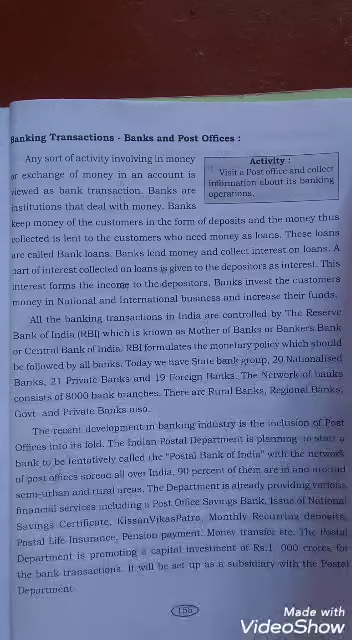 Banking Transactions - Banks and Post Offices :
Any sort of activity involving in money
or exchange of money in an account is
viewed as bank transaction. Banks are
institutions that deal with money. Banks
Activity :
Visit a Post office and collect
information about its banking
operations.
keep money of the customers in the form of deposits and the money thus
collected is lent to the customers who need money as loans. These loans
are called Bank loans. Banks lend money and collect interest on loans. A
part of interest collected on loans is given to the depositors as interest. This
interest forms the income to the depositors. Banks invest the customers
money in National and International business and increase their funds.
All the banking transactions in India are controlled by The Reserve
Bank of India (RBI) which is known as Mother of Banks or Bankers Bank
or Central Bank of India. RBI formulates the monetary policy which should
be followed by all banks. Today we have State bank group, 20 Nationalised
Banks, 21 Private Banks and 19 Foreign Banks. The Network of banks
consists of 8000 bank branches. There are Rural Banks, Regional Banks,
Govt. and Private Banks also.
The recent development in banking industry is the inclusion of Post
Offices into its fold. The Indian Postal Department is planning to start a
bank to be tentatively called the "Postal Bank of India" with the network
of post offices spread all over India. 90 percent of them are in and around
semi-urban and rural areas. The Department is already providing various
financial services including a Post Office Savings Bank, Issue of National
Savings Certificate, KissanVikasPatra, Monthly Recurring deposits,
Postal Life Insurance, Pension payment, Money transfer etc. The Postal
Department is promoting a capital investment of Rs.1, 000 crores for
the bank transactions. It will be set up as a subsidiary with the Postal
Department.
155
Made with
VideoShow